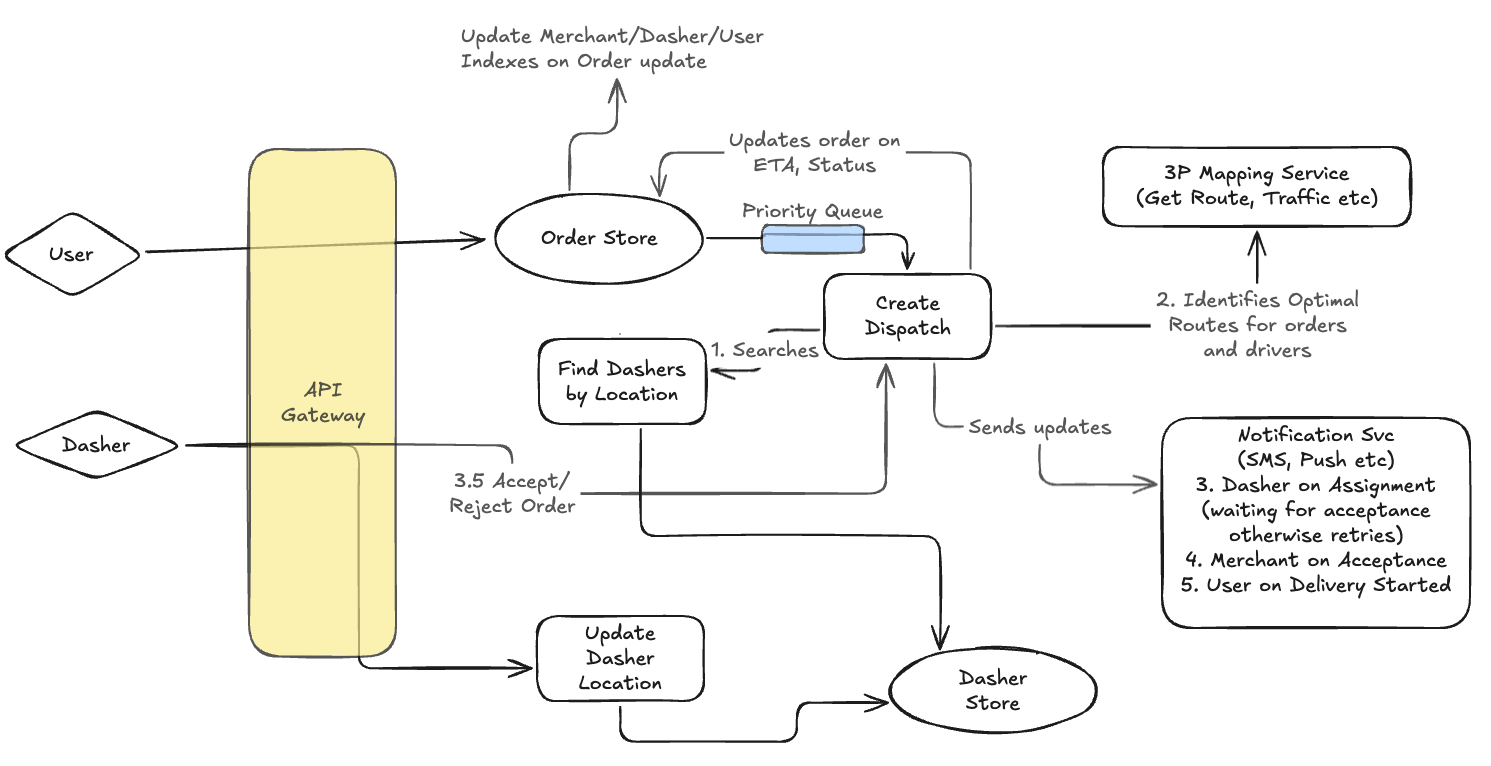 Update Merchant/Dasher/User
Indexes on Order update
Updates order on
ETA, Status
3P Mapping Service
(Get Route, Traffic etc)
Priority Queue
User
Order Store
Create
Dispatch
2. Identifies Optimal
Routes for orders
and drivers
1. Searches
Find Dashers
by Location
API
Gateway
Dasher
Sends updates
3.5 Accept/
Reject Order
Notification Svc
(SMS, Push etc)
3. Dasher on Assignment
(waiting for acceptance
otherwise retries)
4. Merchant on Acceptance
5. User on Delivery Started
Update
Dasher
Location
Dasher
Store